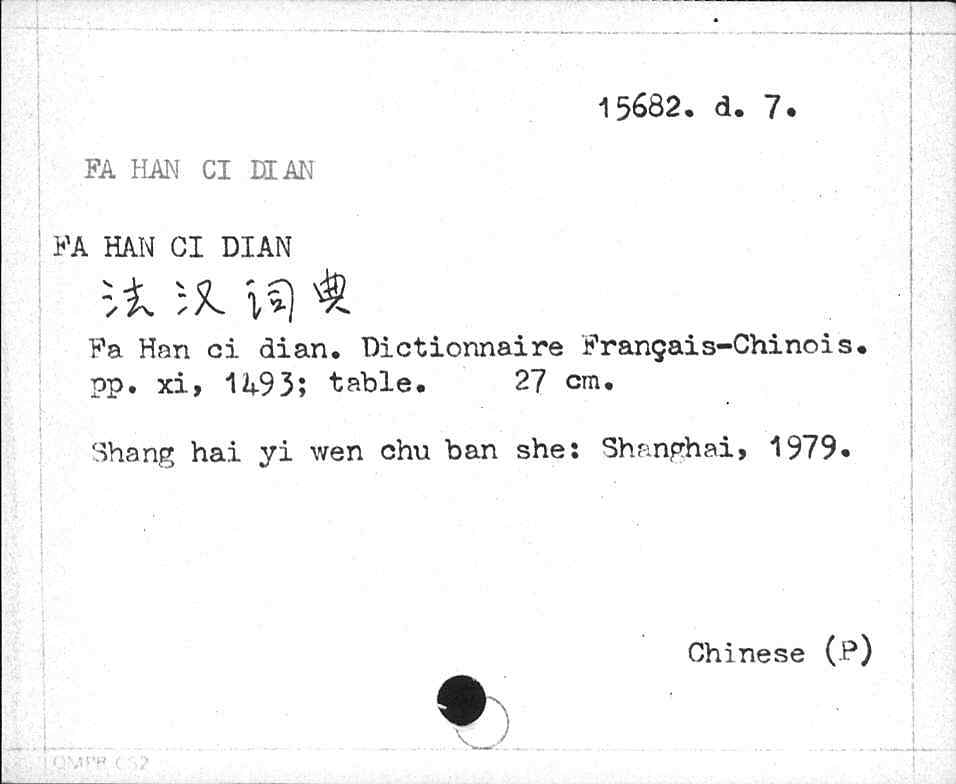 15682. d. 7.
FA HAN CI DIAN
FA HAN CI DIAN
法汉词典
Fa Han ci dian. Dictionnaire Français-Chinois.
pp. xi, 1493; table. 27 cm.
Shang hai yi wen chu ban she: Shanghai, 1979.
Chinese (P)